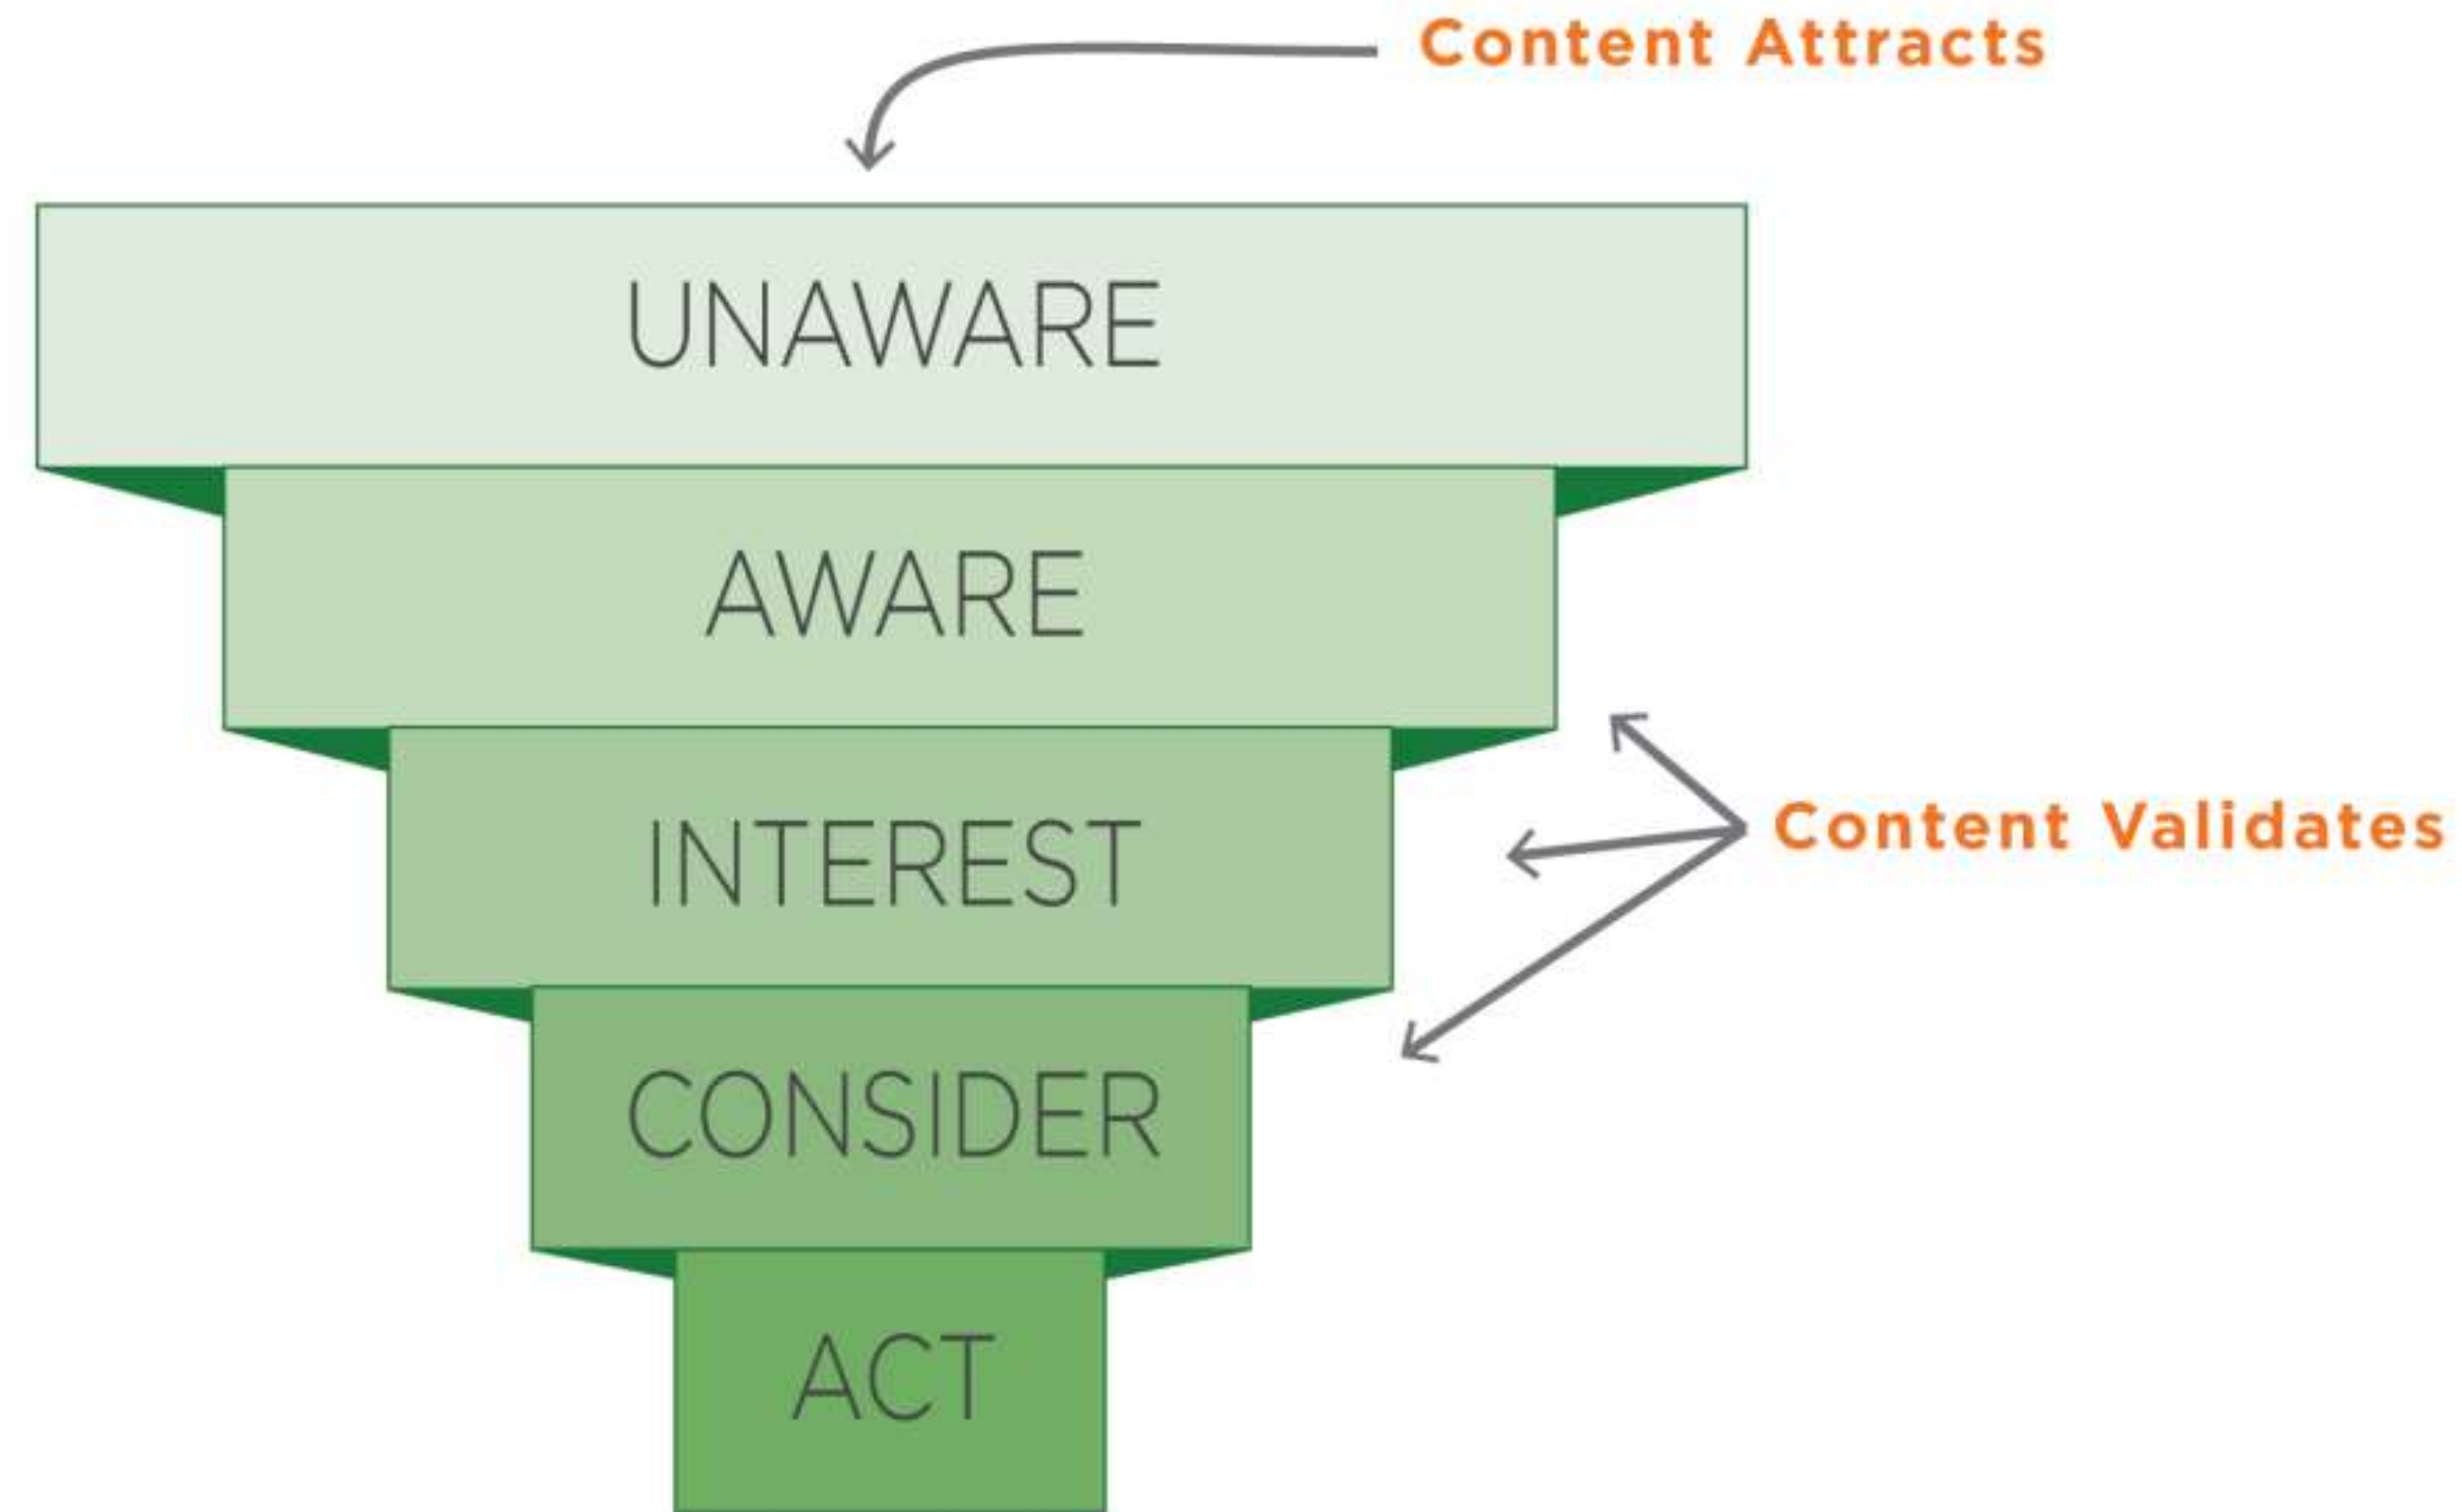 Content Attracts
UNAWARE
AWARE
INTEREST
Content Validates
CONSIDER
ACT